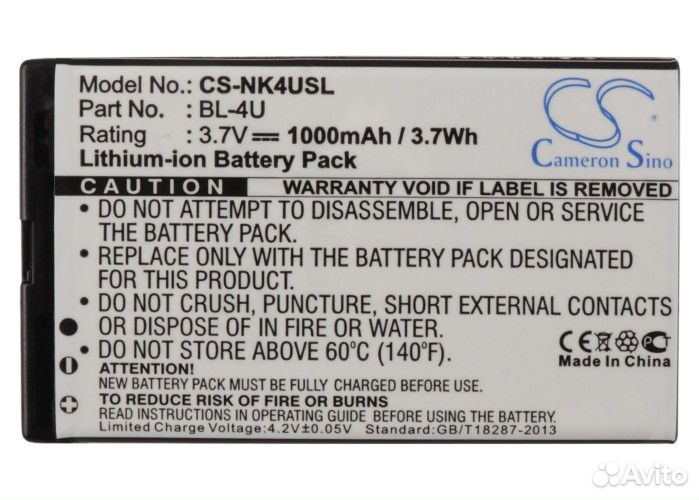 Model No.: CS-NK4USL
Part No. : BL-4U
Rating : 3.7V 1000mAh / 3.7Wh
Lithium-ion Battery Pack
CS
Cameron Sino
CAUTION WARRANTY VOID IF LABEL IS REMOVED
• DO NOT ATTEMPT TO DISASSEMBLE, OPEN OR SERVICE
THE BATTERY PACK.
• REPLACE ONLY WITH THE BATTERY PACK DESIGNATED
FOR THIS PRODUCT.
• DO NOT CRUSH, PUNCTURE, SHORT EXTERNAL CONTACTS
OR DISPOSE OF IN FIRE OR WATER.
• DO NOT STORE ABOVE 60°C (140°F).
CE
Made In China
ATTENTION!
NEW BATTERY PACK MUST BE FULLY CHARGED BEFORE USE.
TO REDUCE RISK OF FIRE OR BURNS
READ INSTRUCTIONS IN OPERATING GUIDE BEFORE USE.
Limited Charge Voltage:4.2V±0.05V Standard:GB/T18287-2013
Avito